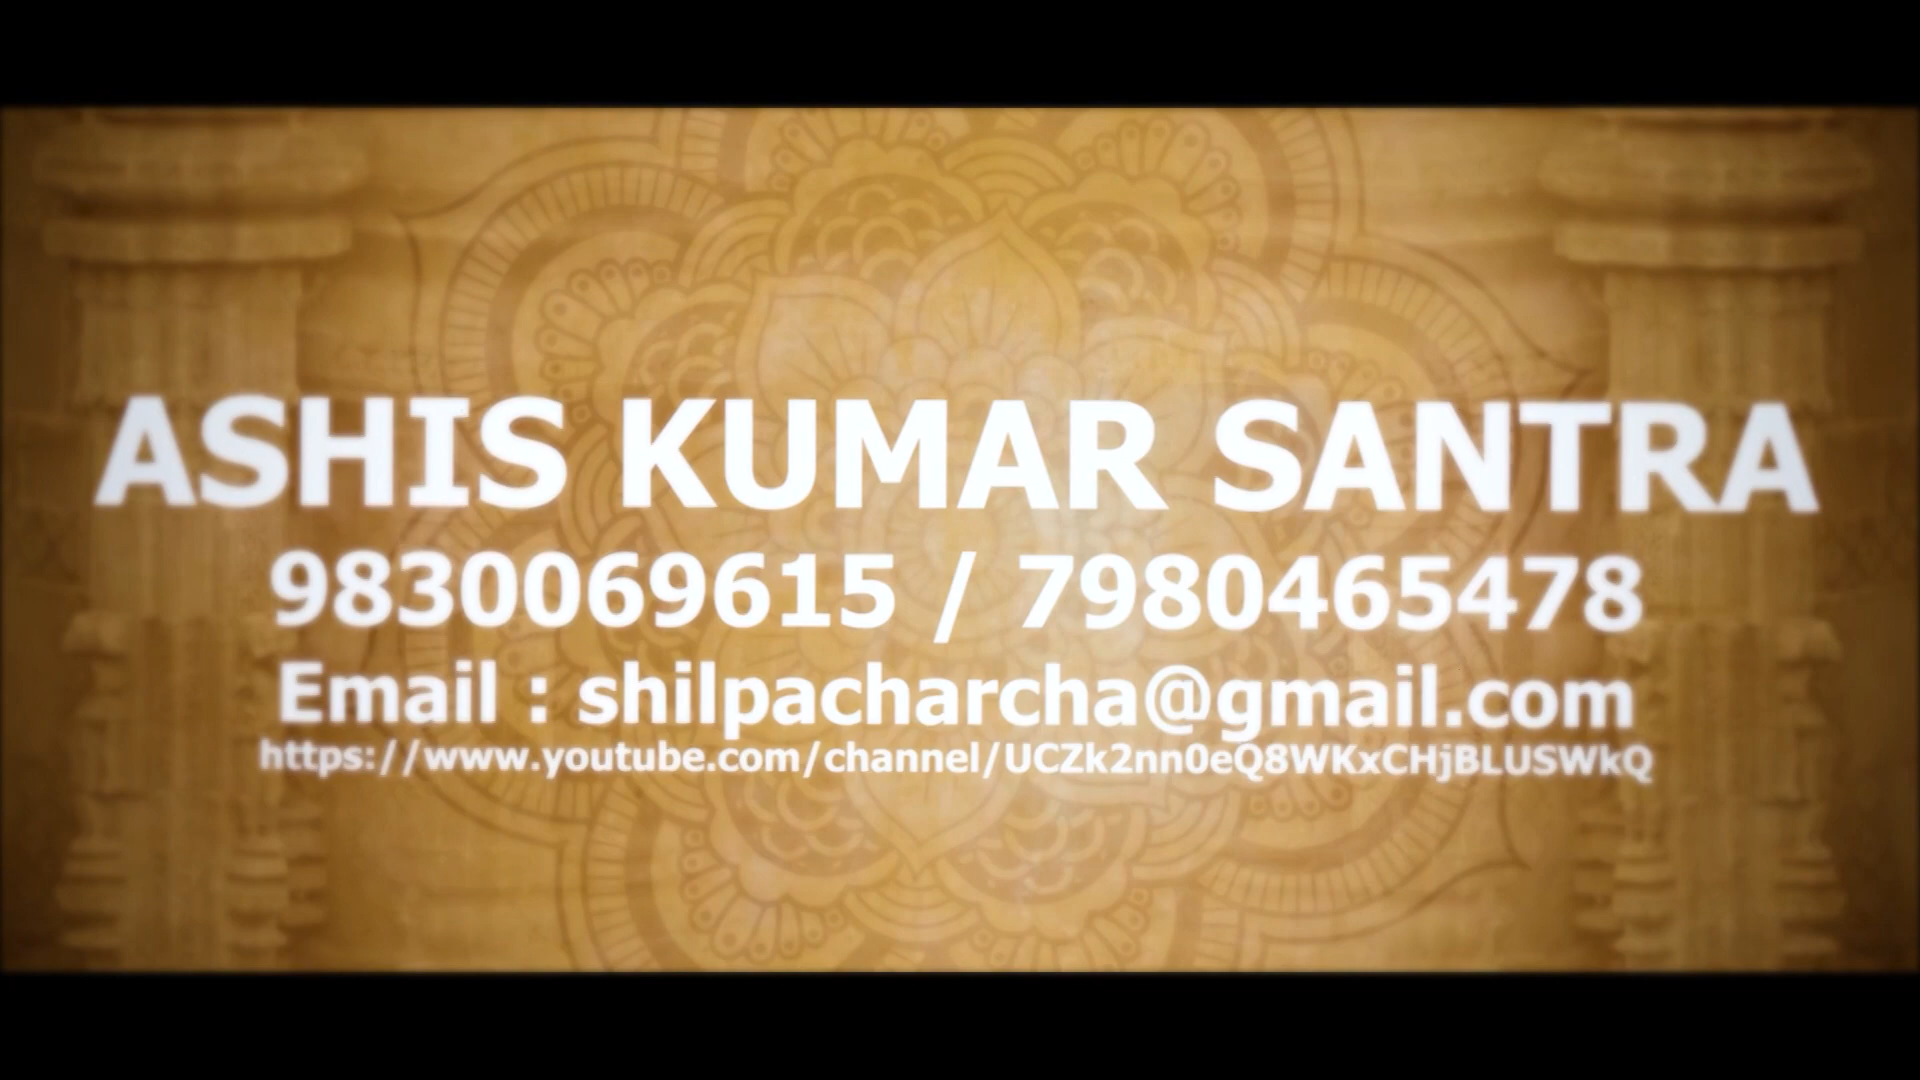 ASHIS KUMAR SANTRA
9830069615 / 7980465478
Email : shilpacharcha@gmail.com
https://www.youtube.com/channel/UCZk2nn0eQ8WKxCHjBLUSWkQ